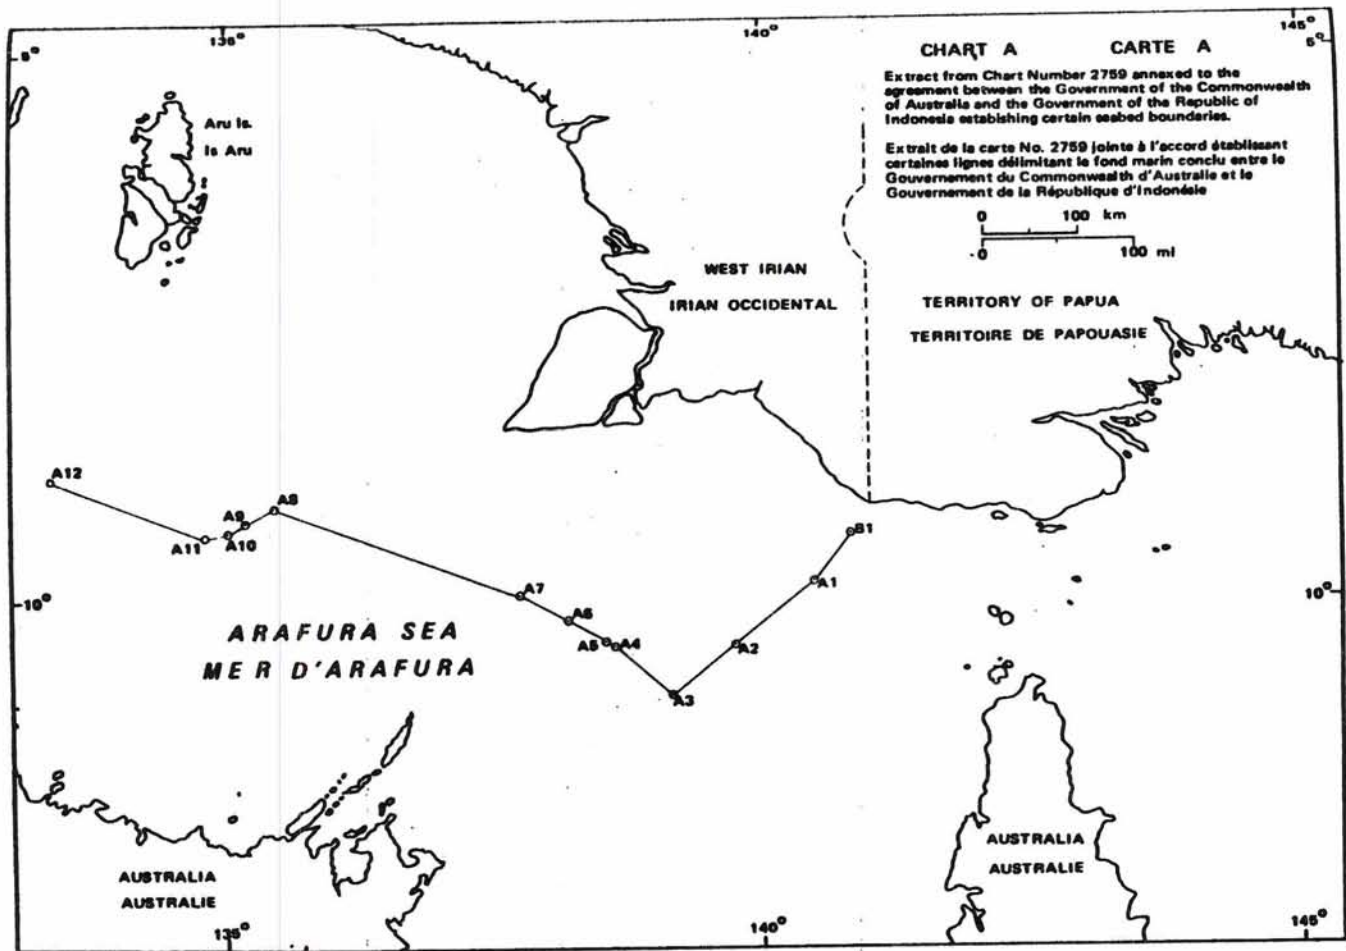 135°
140°
145°
5°
5°
CHART A
CARTE A
Extract from Chart Number 2759 annexed to the
agreement between the Government of the Commonwealth
of Australia and the Government of the Republic of
Indonesia estabishing certain seabed boundaries.
Extrait de la carte No. 2759 jointe à l'accord établissant
certaines lignes délimitant le fond marin conclu entre le
Gouvernement du Commonwealth d'Australie et le
Gouvernement de la République d'Indonésie
0 100 km
0 100 mi
Aru Is.
Is Aru
WEST IRIAN
IRIAN OCCIDENTAL
TERRITORY OF PAPUA
TERRITOIRE DE PAPOUASIE
A12
A8
A9
A11
A10
B1
A1
A7
A6
A5
A4
A2
A3
10°
10°
ARAFURA SEA
MER D'ARAFURA
AUSTRALIA
AUSTRALIE
AUSTRALIA
AUSTRALIE
135°
140°
145°